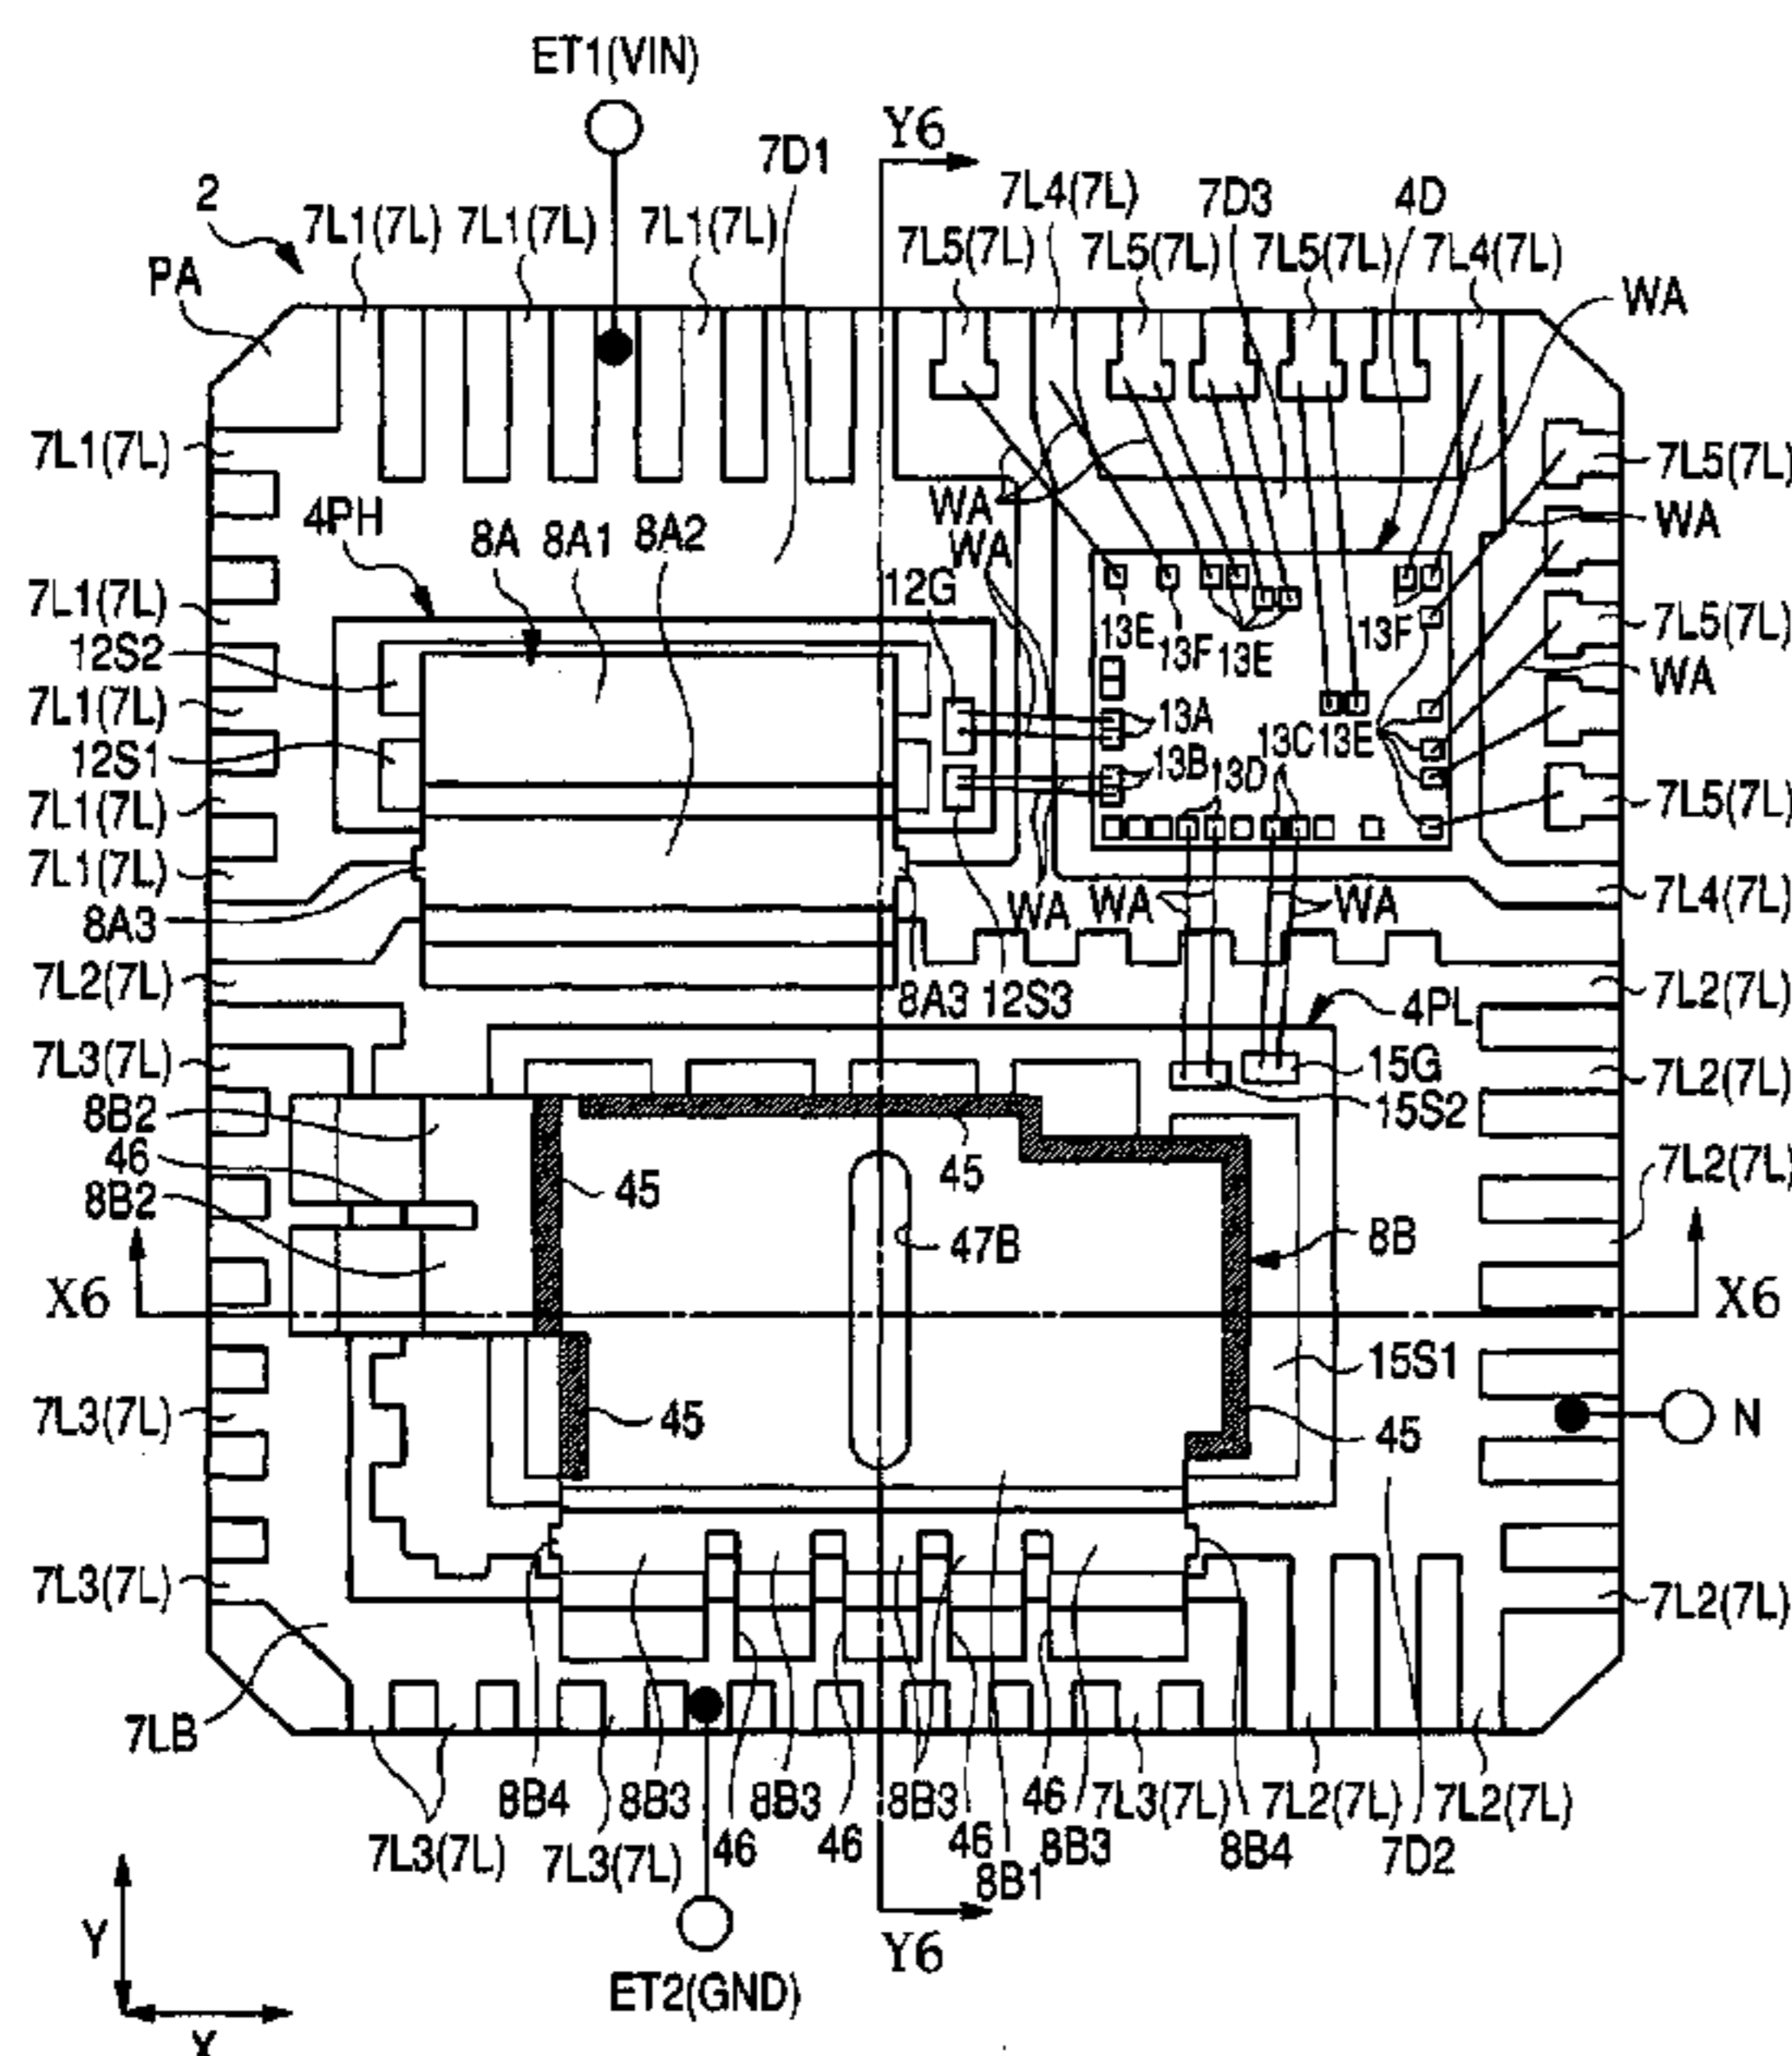 ET1(VIN)
Y6
7D1
2
7L4(7L) 7D3 4D
7L1(7L) 7L1(7L) 7L1(7L)
7L5(7L) 7L5(7L) 7L5(7L) 7L4(7L)
PA
WA
7L1(7L)
7L5(7L)
4PH
8A 8A1 8A2
WA
WA
WA
12G
7L1(7L)
13E 13F 13E 13F
7L5(7L)
12S2
WA
7L1(7L)
13A
12S1
13C 13E
13B 13D
7L1(7L)
7L5(7L)
7L1(7L)
7L4(7L)
8A3
WA WA WA
7L2(7L)
8A3 12S3
7L2(7L)
4PL
7L3(7L)
15G
7L2(7L)
8B2
15S2
46
45
7L2(7L)
8B2
45
47B
8B
X6
X6
15S1
7L3(7L)
45
45
N
7L3(7L)
7L2(7L)
7LB
8B4 8B3 8B3 8B3 46 7L3(7L) 7L2(7L) 7L2(7L)
7L3(7L) 7L3(7L) 46 46 46 8B3 8B4 7D2
8B1
Y
Y6
ET2(GND)
X